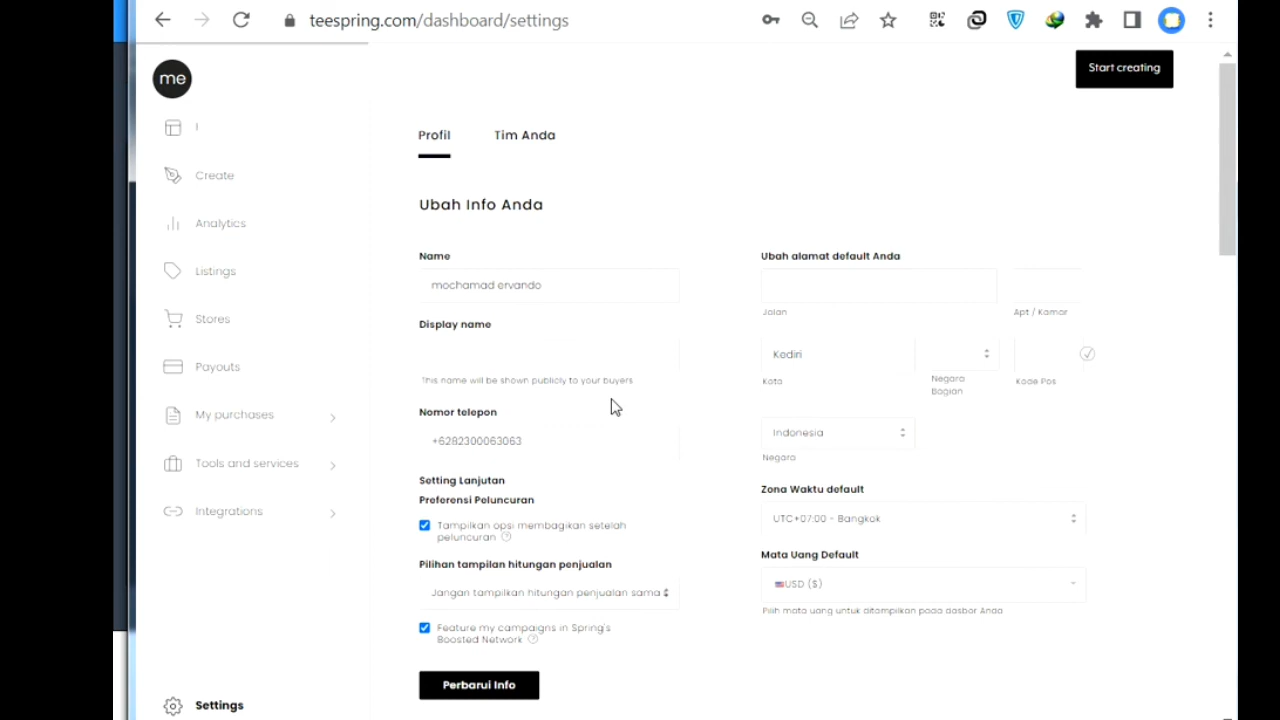 teespring.com/dashboard/settings
Start creating
me
Profil
Tim Anda
Create
Analytics
Listings
Stores
Payouts
My purchases
Tools and services
Integrations
Settings
Ubah Info Anda
Name
mochamad ervando
Display name
This name will be shown publicly to your buyers
Nomor telepon
+6282300063063
Setting Lanjutan
Preferensi Peluncuran
Tampilkan opsi membagikan setelah
peluncuran
Pilihan tampilan hitungan penjualan
Jangan tampilkan hitungan penjualan sama
Feature my campaigns in Spring's
Boosted Network
Perbarui Info
Ubah alamat default Anda
Jalan
Apt / Kamar
Kediri
Kota
Negara
Bagian
Kode Pos
Indonesia
Negara
Zona Waktu default
UTC+07:00 - Bangkok
Mata Uang Default
USD ($)
Pilih mata uang untuk ditampilkan pada dasbor Anda